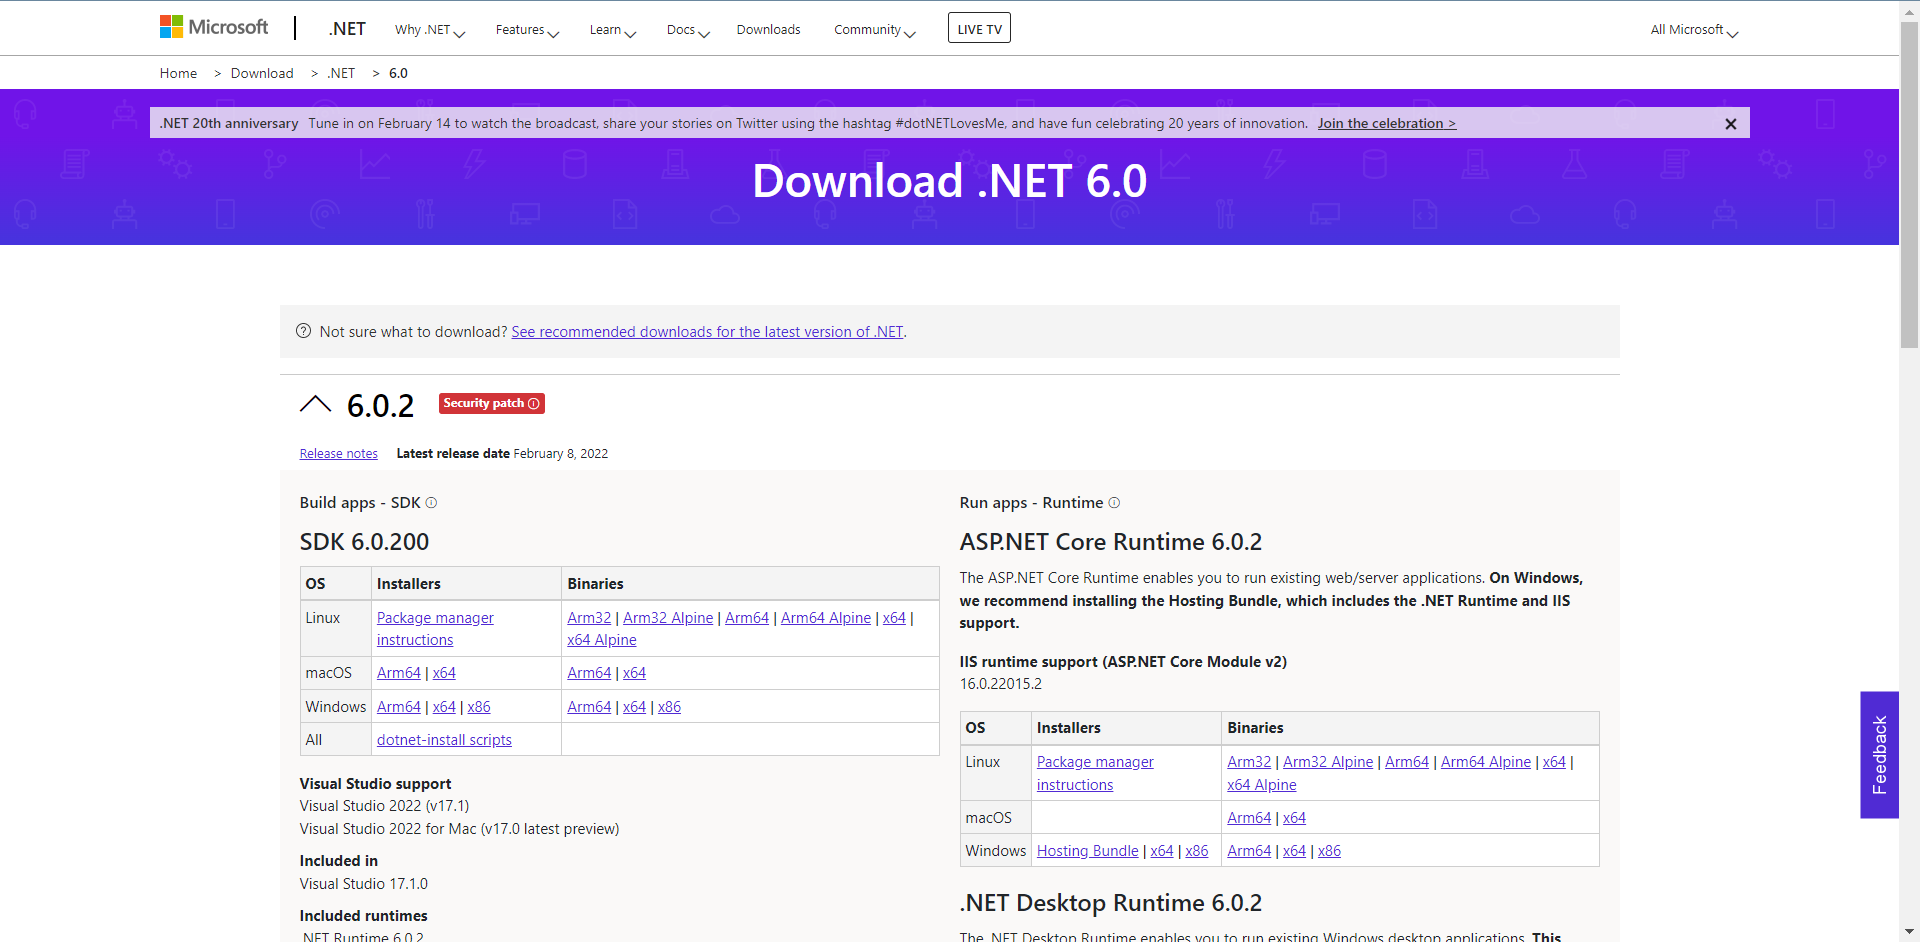 Microsoft
.NET
Why .NET
Features
Learn
Docs
Downloads
Community
LIVE TV
All Microsoft
Home > Download > .NET > 6.0
.NET 20th anniversary Tune in on February 14 to watch the broadcast, share your stories on Twitter using the hashtag #dotNETLovesMe, and have fun celebrating 20 years of innovation. Join the celebration >
Download .NET 6.0
Not sure what to download? See recommended downloads for the latest version of .NET.
6.0.2 Security patch
Release notes Latest release date February 8, 2022
Build apps - SDK
SDK 6.0.200
OS Installers Binaries
Linux Package manager instructions Arm32 | Arm32 Alpine | Arm64 | Arm64 Alpine | x64 | x64 Alpine
macOS Arm64 | x64 Arm64 | x64
Windows Arm64 | x64 | x86 Arm64 | x64 | x86
All dotnet-install scripts
Visual Studio support
Visual Studio 2022 (v17.1)
Visual Studio 2022 for Mac (v17.0 latest preview)
Included in
Visual Studio 17.1.0
Included runtimes
.NET Runtime 6.0.2
Run apps - Runtime
ASP.NET Core Runtime 6.0.2
The ASP.NET Core Runtime enables you to run existing web/server applications. On Windows,
we recommend installing the Hosting Bundle, which includes the .NET Runtime and IIS
support.
IIS runtime support (ASP.NET Core Module v2)
16.0.22015.2
OS Installers Binaries
Linux Package manager instructions Arm32 | Arm32 Alpine | Arm64 | Arm64 Alpine | x64 | x64 Alpine
macOS Arm64 | x64
Windows Hosting Bundle | x64 | x86 Arm64 | x64 | x86
.NET Desktop Runtime 6.0.2
The .NET Desktop Runtime enables you to run existing Windows desktop applications. This
Feedback